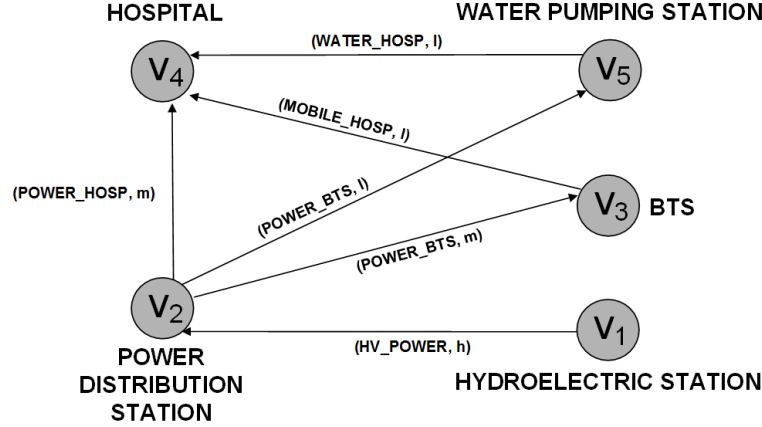 HOSPITAL
WATER PUMPING STATION
(WATER_HOSP, l)
V4
V5
(MOBILE_HOSP, l)
(POWER_HOSP, m)
(POWER_BTS, l)
V3
BTS
(POWER_BTS, m)
V2
V1
(HV_POWER, h)
POWER
DISTRIBUTION
STATION
HYDROELECTRIC STATION